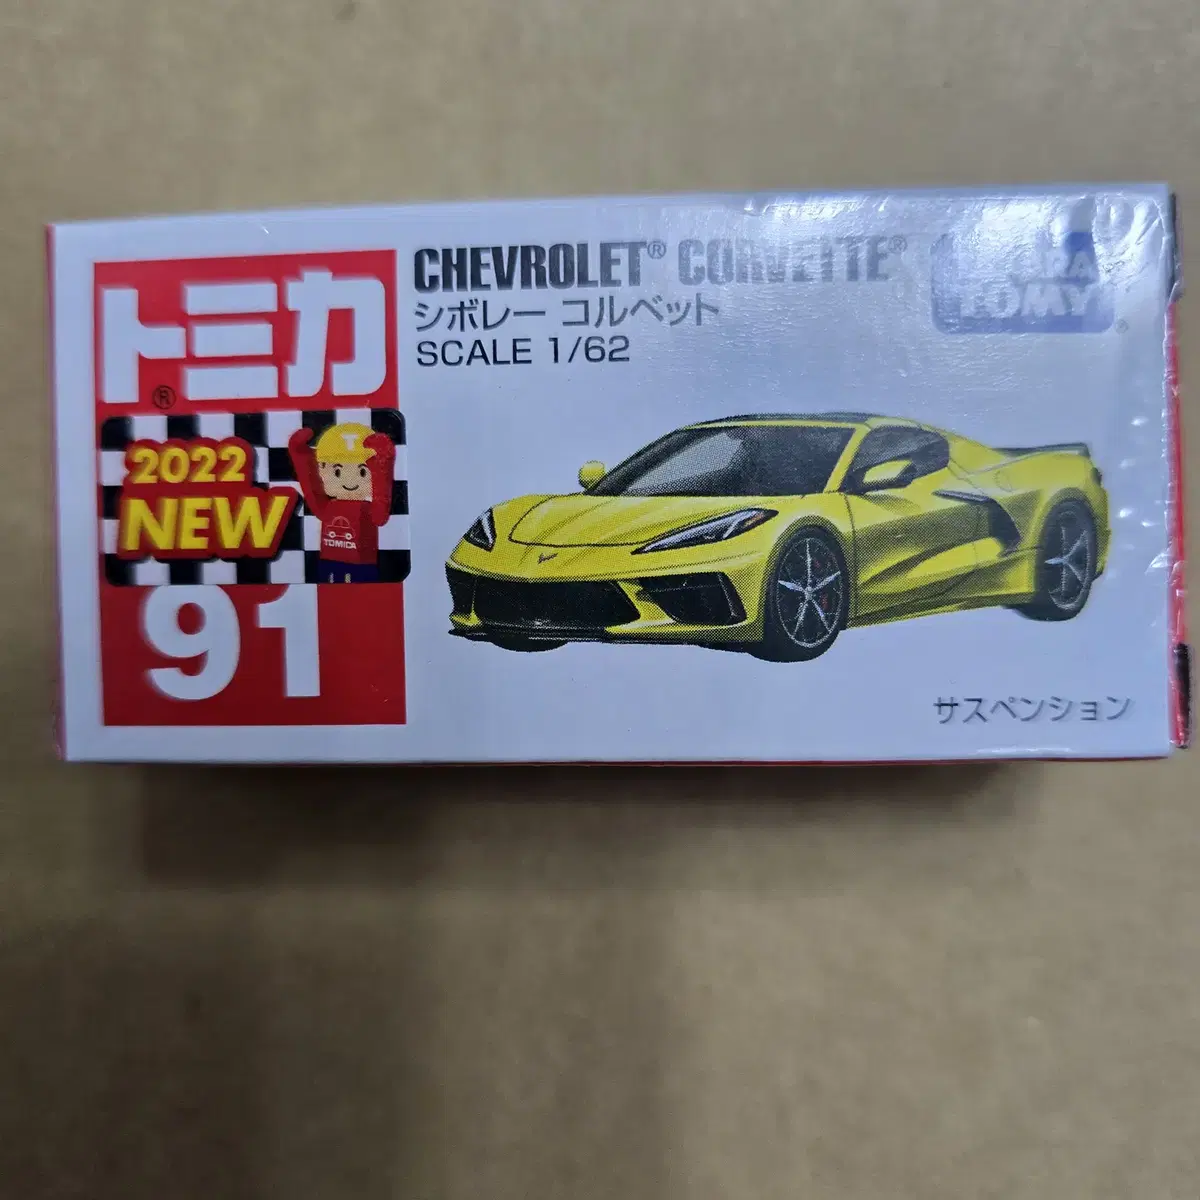 トミカ®
2022
NEW
T
TOMICA
91
CHEVROLET® CORVETTE®
シボレー コルベット
SCALE 1/62
TOMY®
サスペンション